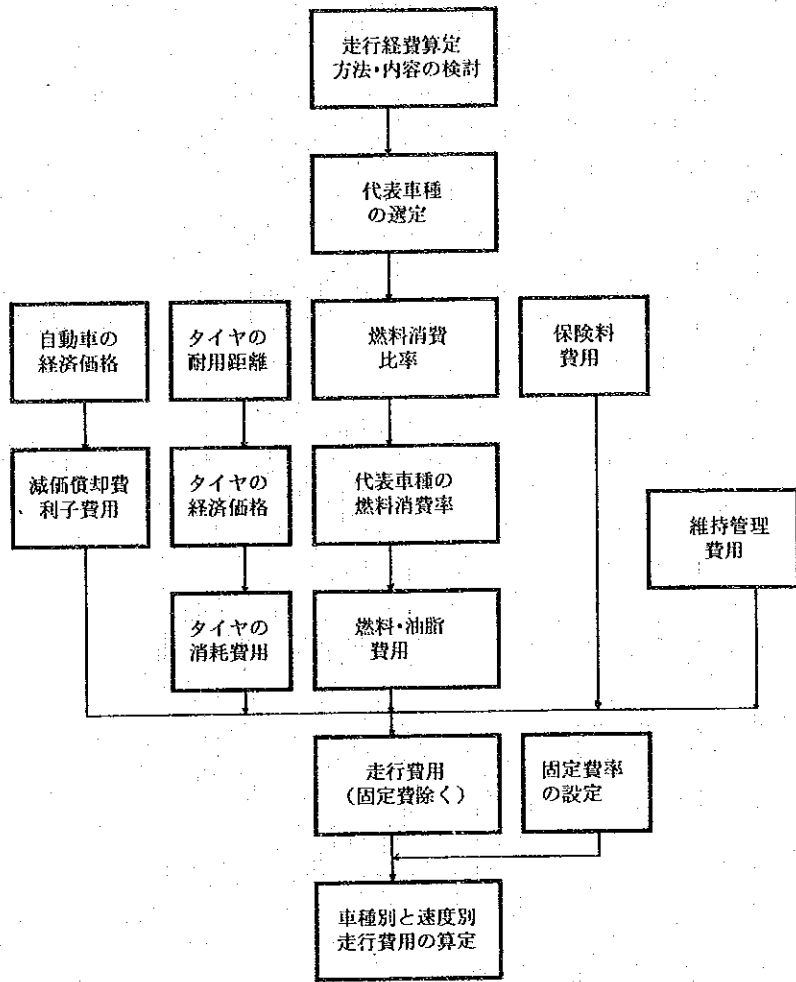 走行経費算定
方法・内容の検討
代表車種
の選定
自動車の
経済価格
タイヤの
耐用距離
燃料消費
比率
保険料
費用
減価償却費
利子費用
タイヤの
経済価格
代表車種の
燃料消費率
維持管理
費用
タイヤの
消耗費用
燃料・油脂
費用
走行費用
（固定費除く）
固定費率
の設定
車種別と速度別
走行費用の算定